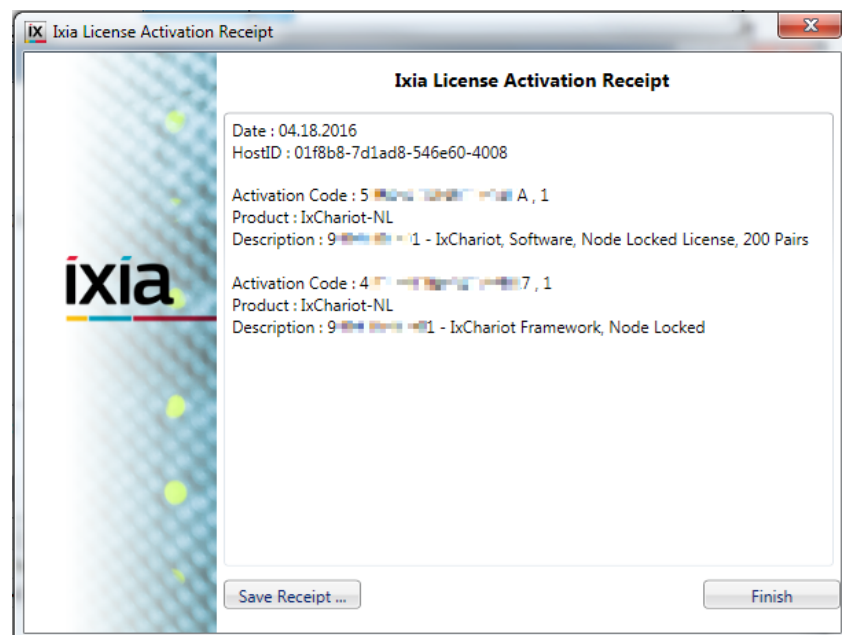 Ixia License Activation Receipt
Ixia License Activation Receipt
Date : 04.18.2016
HostID : 01f8b8-7d1ad8-546e60-4008
Activation Code : 5 A , 1
Product : IxChariot-NL
Description : 9 1 - IxChariot, Software, Node Locked License, 200 Pairs
Activation Code : 4 7 , 1
Product : IxChariot-NL
Description : 9 1 - IxChariot Framework, Node Locked
ixia
Save Receipt ...
Finish